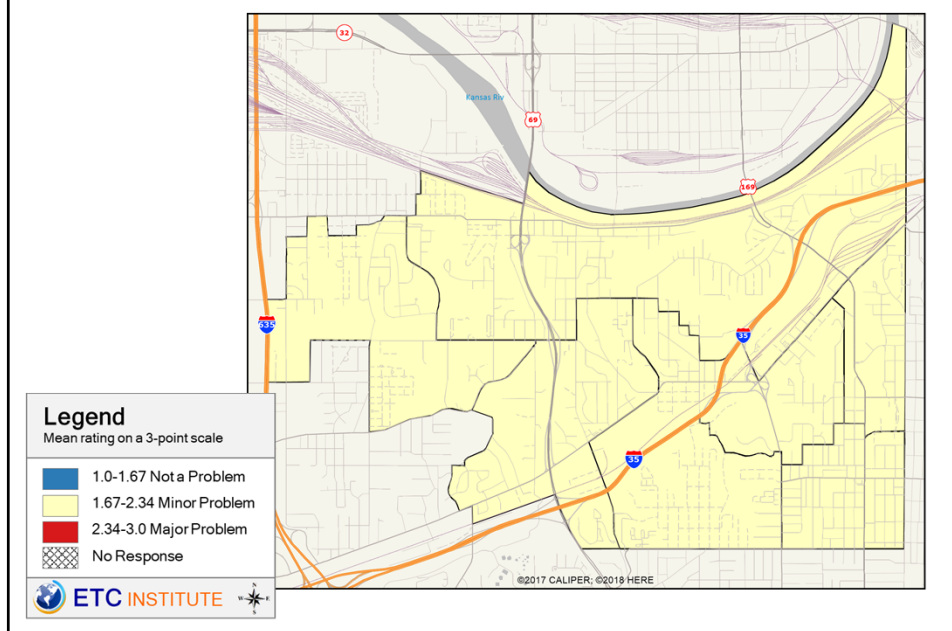 32
Kansas Riv
69
169
635
35
35
Legend
Mean rating on a 3-point scale
1.0-1.67 Not a Problem
1.67-2.34 Minor Problem
2.34-3.0 Major Problem
No Response
ETC INSTITUTE
N
W E
S
©2017 CALIPER; ©2018 HERE